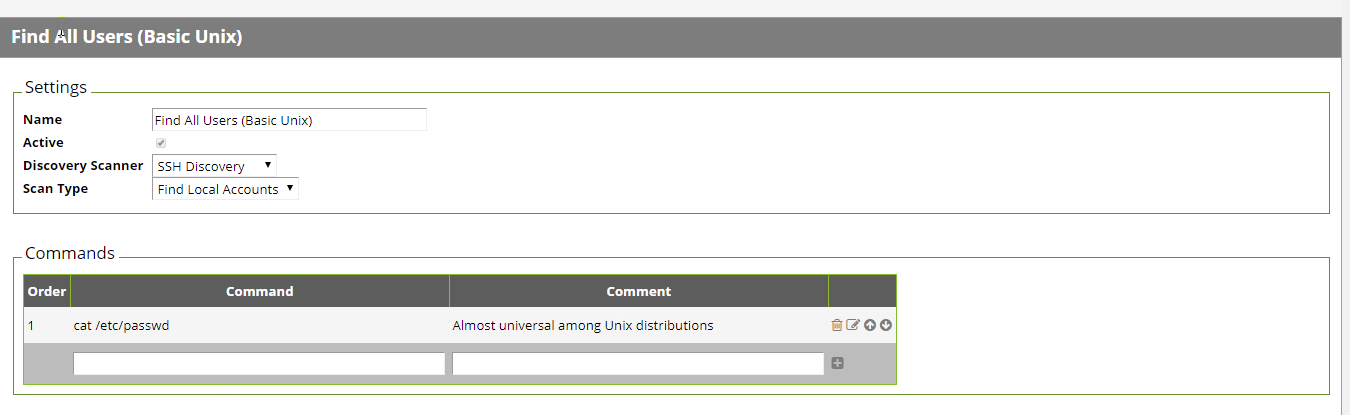 Find All Users (Basic Unix)
Settings
Name Find All Users (Basic Unix)
Active
Discovery Scanner SSH Discovery
Scan Type Find Local Accounts
Commands
Order Command Comment
1 cat /etc/passwd Almost universal among Unix distributions